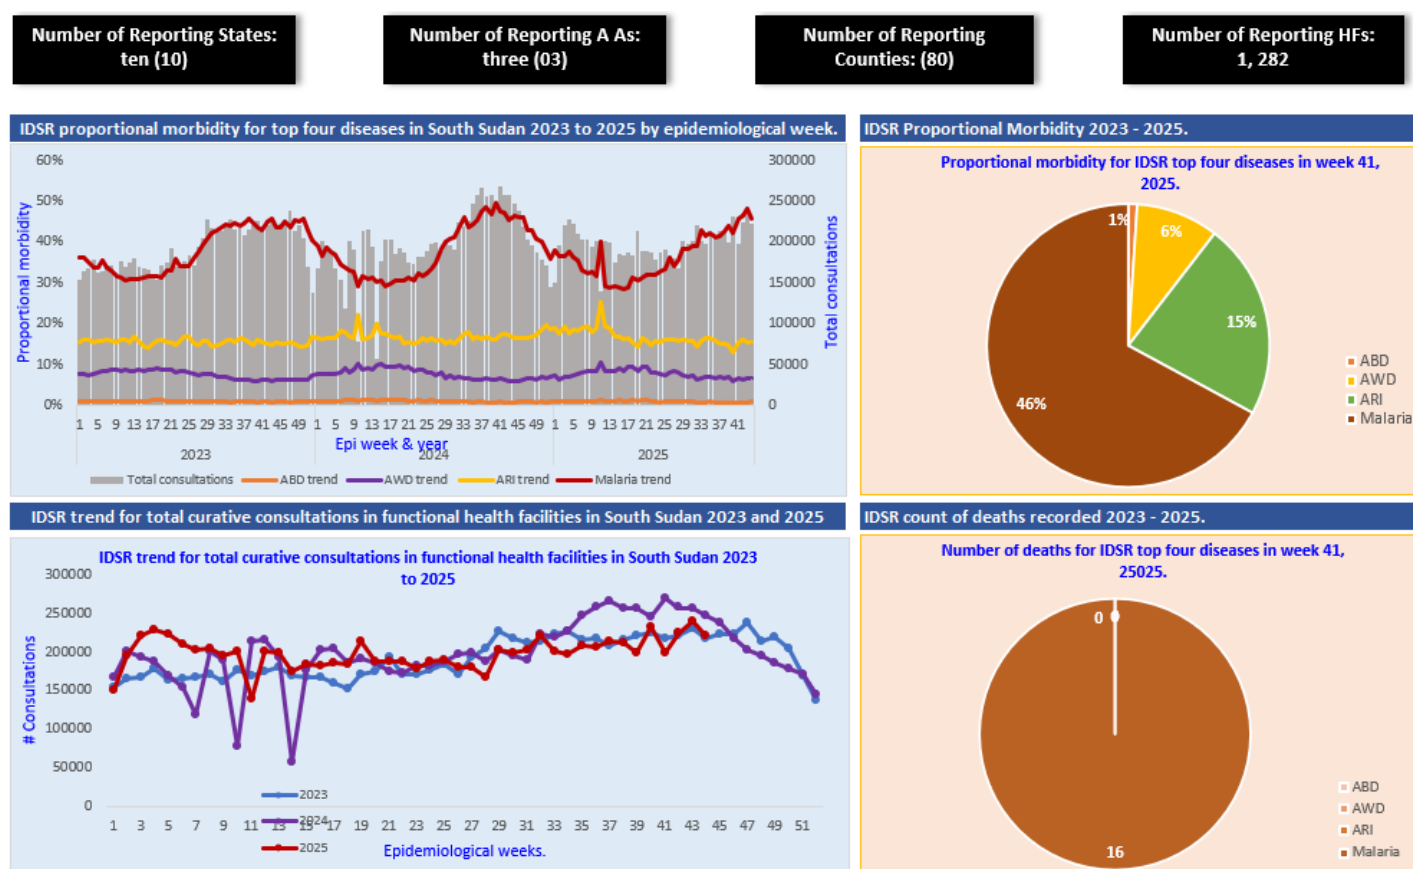 Number of Reporting States:
ten (10)
Number of Reporting A As:
three (03)
Number of Reporting
Counties: (80)
Number of Reporting HFs:
1, 282
IDSR proportional morbidity for top four diseases in South Sudan 2023 to 2025 by epidemiological week.
Proportional morbidity
60%
50%
40%
30%
20%
10%
0%
300000
250000
200000
150000
100000
50000
0
Total consultations
1 5 9 13 17 21 25 29 33 37 41 45 49 1 5 9 13 17 21 25 29 33 37 41 45 49 1 5 9 13 17 21 25 29 33 37 41
Epi week & year
2023 2024 2025
Total consultations ABD trend AWD trend ARI trend Malaria trend
IDSR Proportional Morbidity 2023 - 2025.
Proportional morbidity for IDSR top four diseases in week 41,
2025.
1%
6%
15%
46%
ABD
AWD
ARI
Malaria
IDSR trend for total curative consultations in functional health facilities in South Sudan 2023 and 2025
IDSR trend for total curative consultations in functional health facilities in South Sudan 2023
to 2025
# Consultations
300000
250000
200000
150000
100000
50000
0
1 3 5 7 9 11 13 15 17 19 21 23 25 27 29 31 33 35 37 39 41 43 45 47 49 51
2023
2024
2025
Epidemiological weeks.
IDSR count of deaths recorded 2023 - 2025.
Number of deaths for IDSR top four diseases in week 41,
25025.
0
16
ABD
AWD
ARI
Malaria